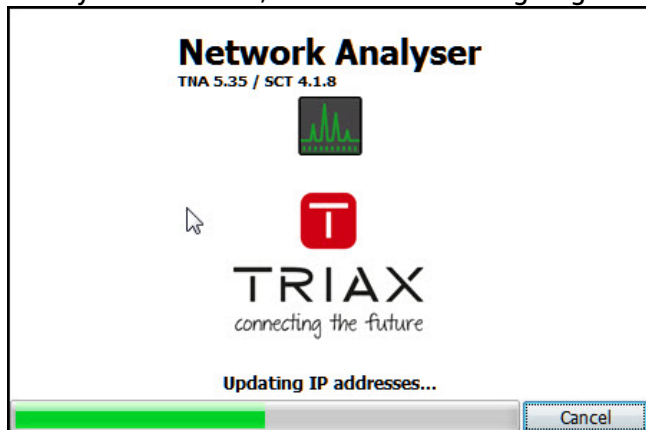 Network Analyser
TNA 5.35 / SCT 4.1.8
TRIAX
connecting the future
Updating IP addresses...
Cancel